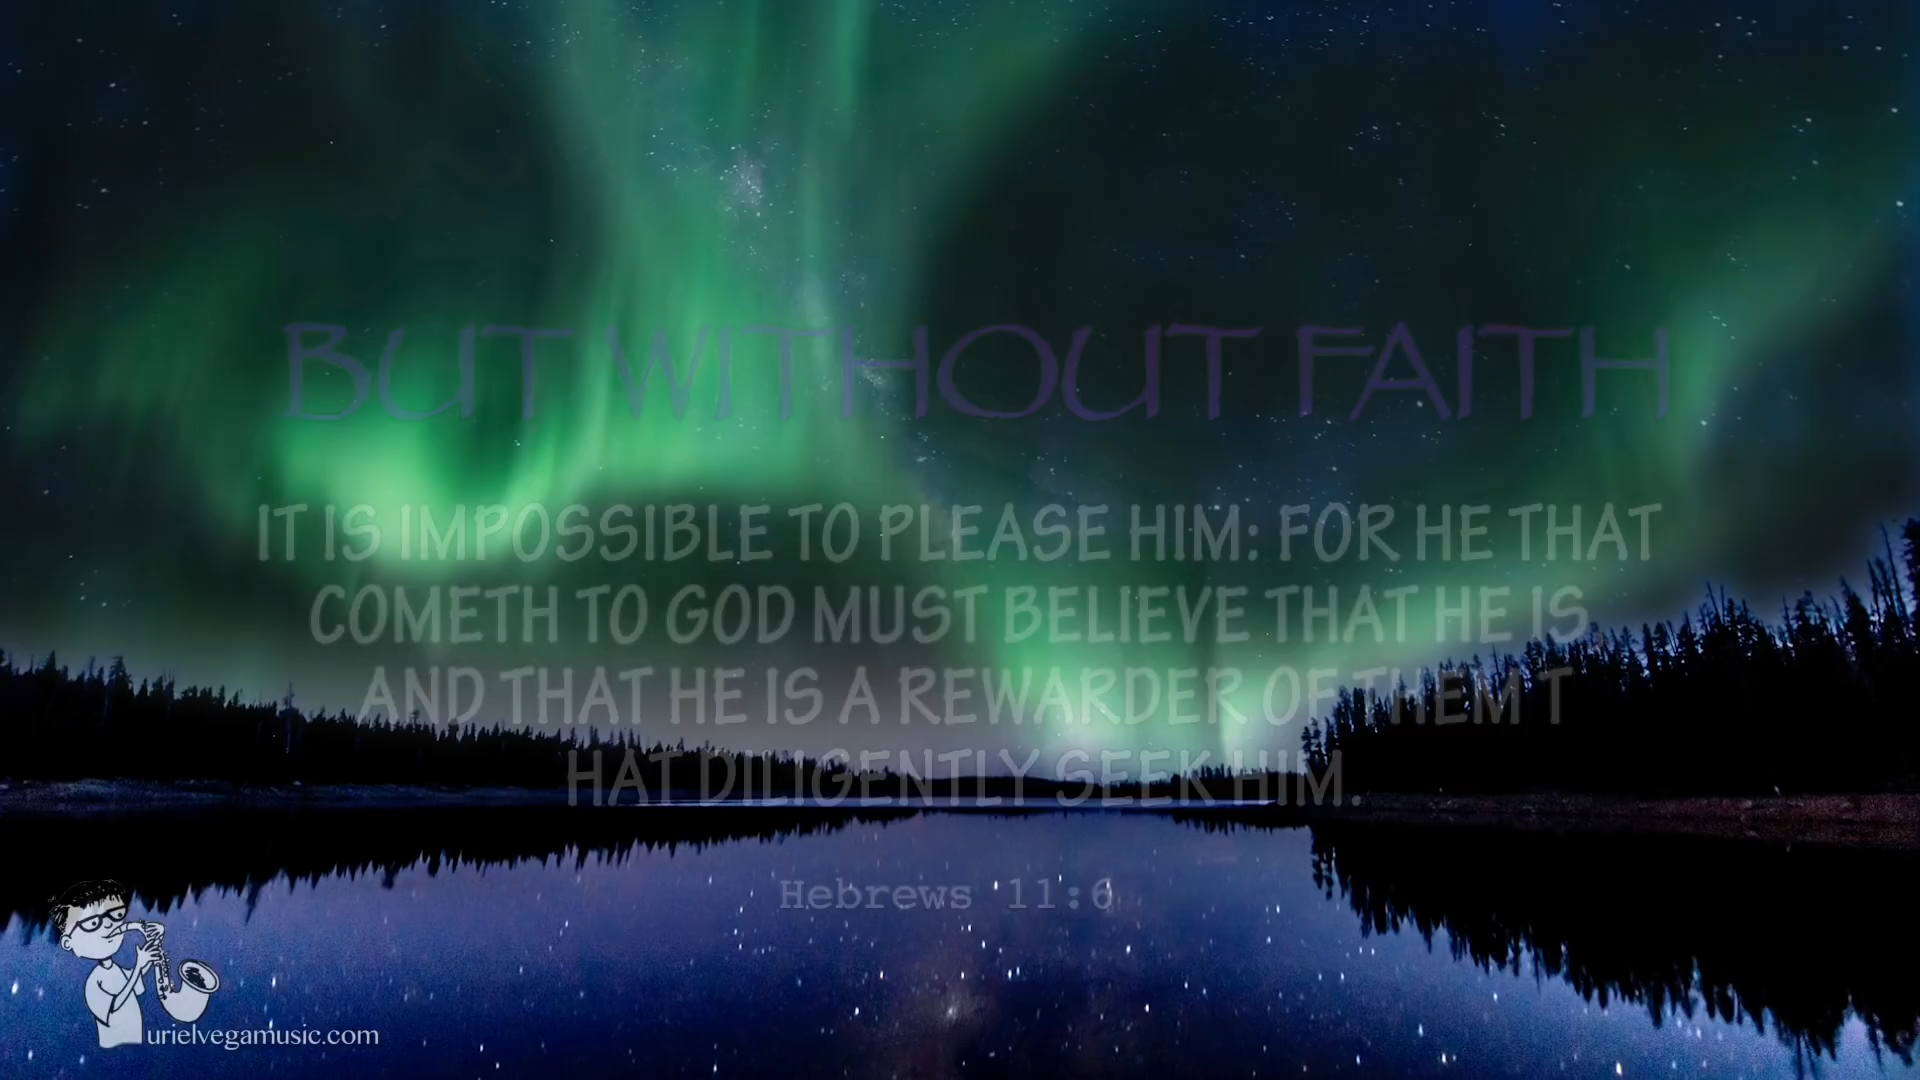 BUT WITHOUT FAITH
IT IS IMPOSSIBLE TO PLEASE HIM: FOR HE THAT
COMETH TO GOD MUST BELIEVE THAT HE IS
AND THAT HE IS A REWARDER OF THEM T
HAT DILIGENTLY SEEK HIM.
Hebrews 11:6
urielvegamusic.com